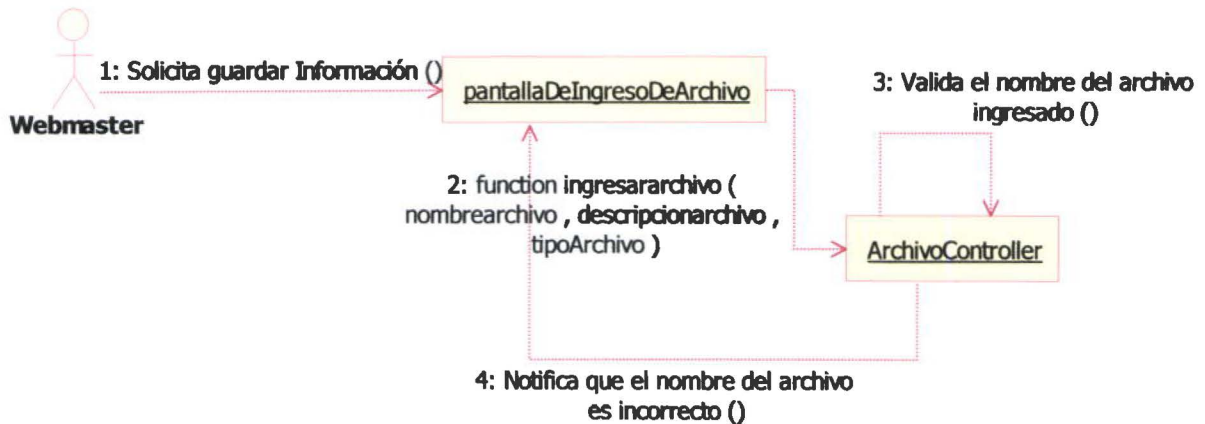 1: Solicita guardar Información ()
Webmaster
pantallaDeIngresoDeArchivo
3: Valida el nombre del archivo
ingresado ()
2: function ingresararchivo (
nombrearchivo , descripcionarchivo ,
tipoArchivo )
ArchivoController
4: Notifica que el nombre del archivo
es incorrecto ()